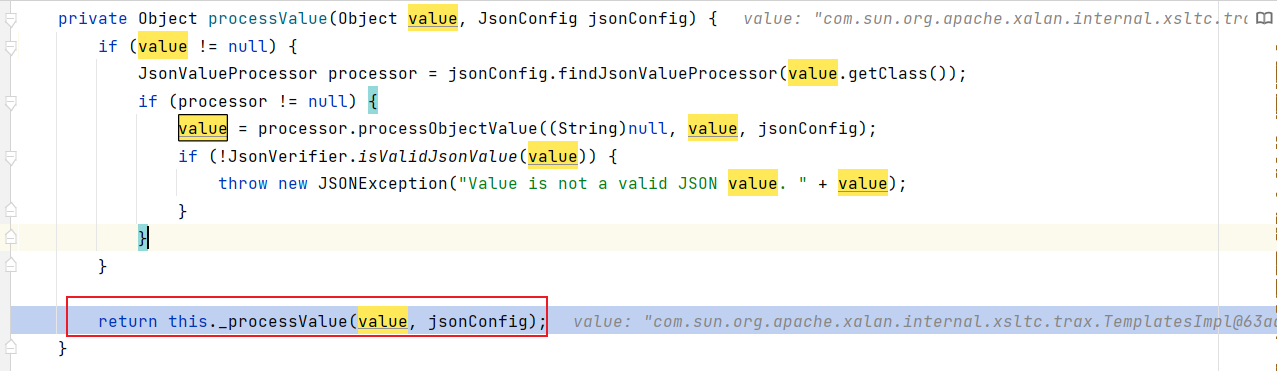 private Object processValue(Object value, JsonConfig jsonConfig) {   value: "com.sun.org.apache.xalan.internal.xsltc.tra
    if (value != null) {
        JsonValueProcessor processor = jsonConfig.findJsonValueProcessor(value.getClass());
        if (processor != null) {
            value = processor.processObjectValue((String)null, value, jsonConfig);
            if (!JsonVerifier.isValidJsonValue(value)) {
                throw new JSONException("Value is not a valid JSON value. " + value);
            }
        }
    }
    return this._processValue(value, jsonConfig);   value: "com.sun.org.apache.xalan.internal.xsltc.trax.TemplatesImpl@63a
}